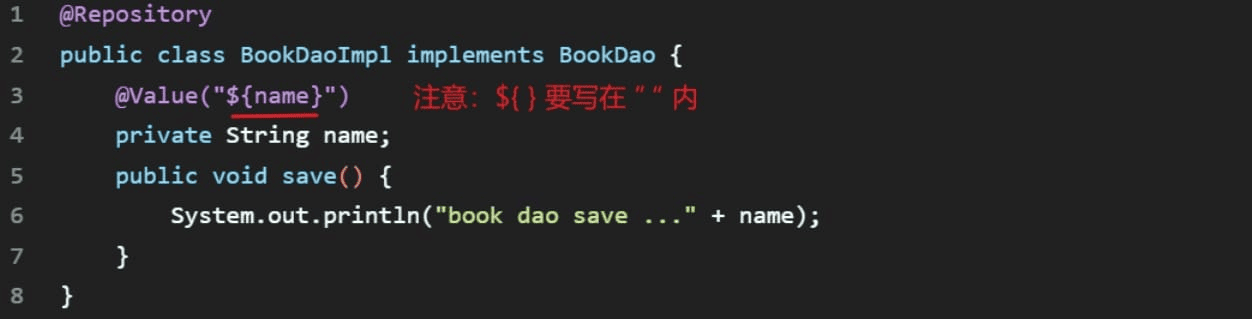 1 @Repository
2 public class BookDaoImpl implements BookDao {
3 @Value("${name}") 注意：${ } 要写在 ” “ 内
4 private String name;
5 public void save() {
6 System.out.println("book dao save ..." + name);
7 }
8 }